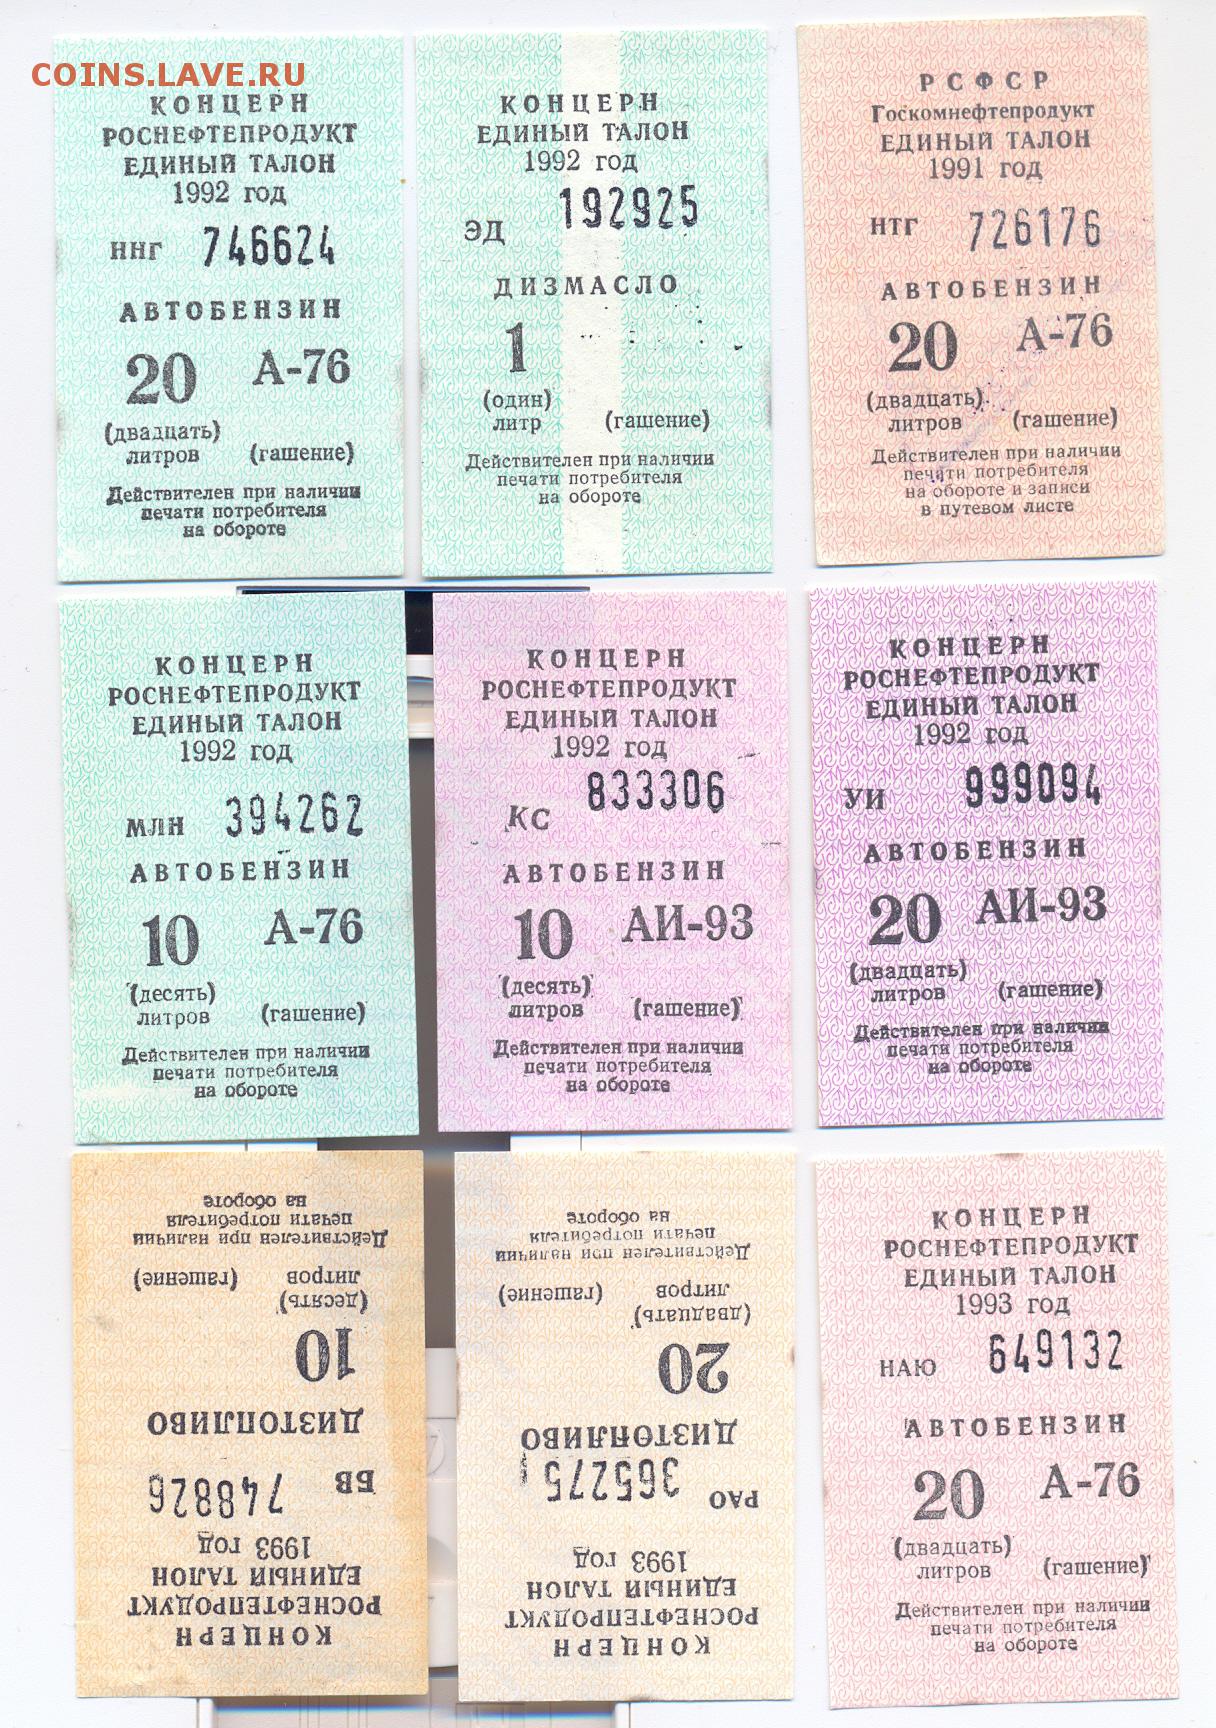 COINS.LAVE.RU
КОНЦЕРН
РОСНЕФТЕПРОДУКТ
ЕДИНЫЙ ТАЛОН
1992 год
ННГ 746624
АВТОБЕНЗИН
20 А-76
(двадцать)
литров (гашение)
Действителен при наличии
печати потребителя
на обороте
КОНЦЕРН
ЕДИНЫЙ ТАЛОН
1992 год
ЭД 192925
ДИЗМАСЛО
1
(один)
литр (гашение)
Действителен при наличии
печати потребителя
на обороте
РСФСР
Госкомнефтепродукт
ЕДИНЫЙ ТАЛОН
1991 год
НТГ 726176
АВТОБЕНЗИН
20 А-76
(двадцать)
литров (гашение)
Действителен при наличии
печати потребителя
на обороте и записи
в путевом листе
КОНЦЕРН
РОСНЕФТЕПРОДУКТ
ЕДИНЫЙ ТАЛОН
1992 год
МЛН 394262
АВТОБЕНЗИН
10 А-76
(десять)
литров (гашение)
Действителен при наличии
печати потребителя
на обороте
КОНЦЕРН
РОСНЕФТЕПРОДУКТ
ЕДИНЫЙ ТАЛОН
1992 год
КС 833306
АВТОБЕНЗИН
10 АИ-93
(десять)
литров (гашение)
Действителен при наличии
печати потребителя
на обороте
КОНЦЕРН
РОСНЕФТЕПРОДУКТ
ЕДИНЫЙ ТАЛОН
1992 год
УИ 999094
АВТОБЕНЗИН
20 АИ-93
(двадцать)
литров (гашение)
Действителен при наличии
печати потребителя
на обороте
КОНЦЕРН
РОСНЕФТЕПРОДУКТ
ЕДИНЫЙ ТАЛОН
1993 год
БВ 748826
ДИЗТОПЛИВО
10
(десять)
литров (гашение)
Действителен при наличии
печати потребителя
на обороте
КОНЦЕРН
РОСНЕФТЕПРОДУКТ
ЕДИНЫЙ ТАЛОН
1993 год
РАО 365275
ДИЗТОПЛИВО
20
(двадцать)
литров (гашение)
Действителен при наличии
печати потребителя
на обороте
КОНЦЕРН
РОСНЕФТЕПРОДУКТ
ЕДИНЫЙ ТАЛОН
1993 год
НАЮ 649132
АВТОБЕНЗИН
20 А-76
(двадцать)
литров (гашение)
Действителен при наличии
печати потребителя
на обороте